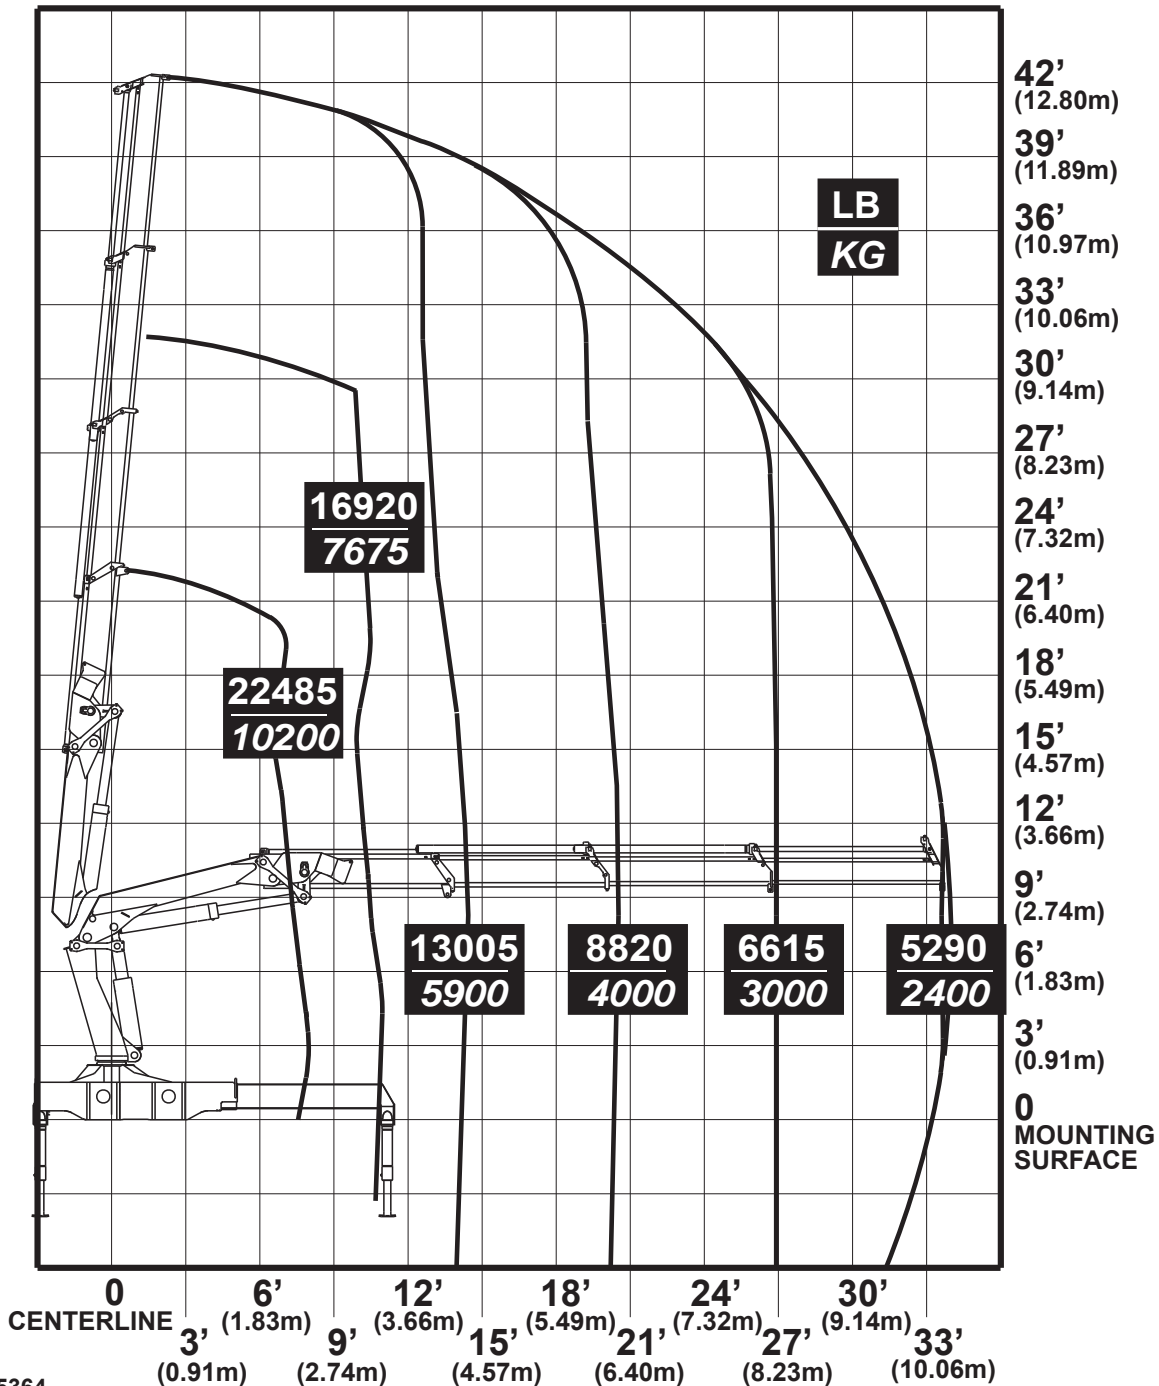 42’
(12.80m)
39’
(11.89m)
LB
KG
36’
(10.97m)
33’
(10.06m)
30’
(9.14m)
27’
(8.23m)
16920
7675
24’
(7.32m)
21’
(6.40m)
18’
(5.49m)
22485
10200
15’
(4.57m)
12’
(3.66m)
9’
(2.74m)
13005
5900
8820
4000
6615
3000
5290
2400
6’
(1.83m)
3’
(0.91m)
0
MOUNTING
SURFACE
0
CENTERLINE
3’
(0.91m)
6’
(1.83m)
9’
(2.74m)
12’
(3.66m)
15’
(4.57m)
18’
(5.49m)
21’
(6.40m)
24’
(7.32m)
27’
(8.23m)
30’
(9.14m)
33’
(10.06m)